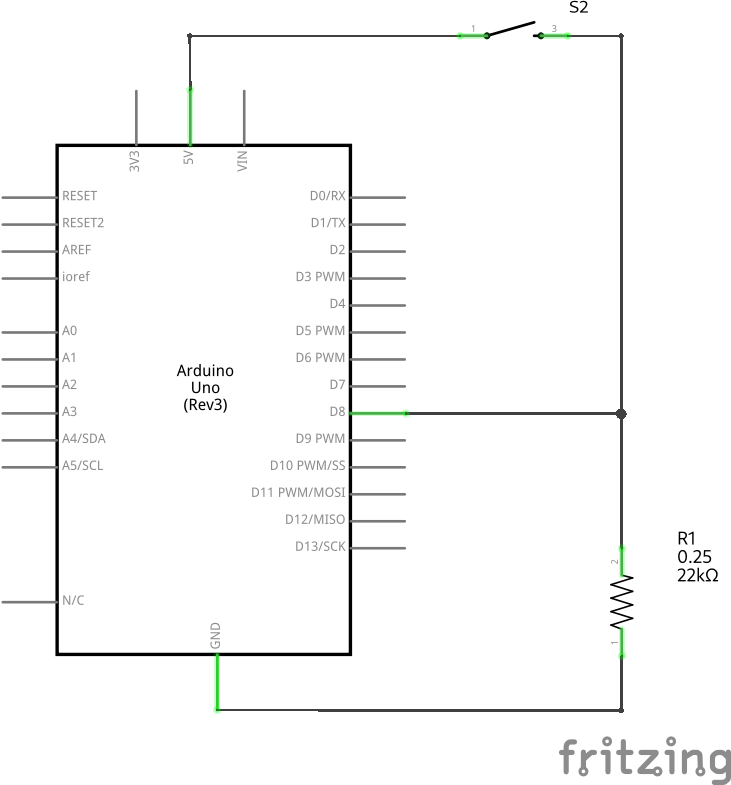 S2
1
3
3V3
5V
VIN
RESET
D0/RX
RESET2
D1/TX
AREF
D2
ioref
D3 PWM
D4
A0
D5 PWM
A1
D6 PWM
A2
D7
A3
D8
A4/SDA
D9 PWM
A5/SCL
D10 PWM/SS
D11 PWM/MOSI
D12/MISO
D13/SCK
N/C
GND
Arduino
Uno
(Rev3)
R1
0.25
22kΩ
2
1
fritzing